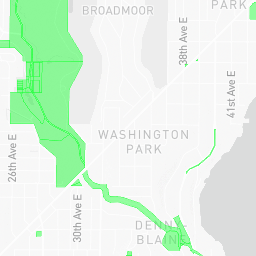 BROADMOOR
PARK
38th Ave E
41st Ave E
WASHINGTON
PARK
26th Ave E
30th Ave E
DENNY
BLAINE